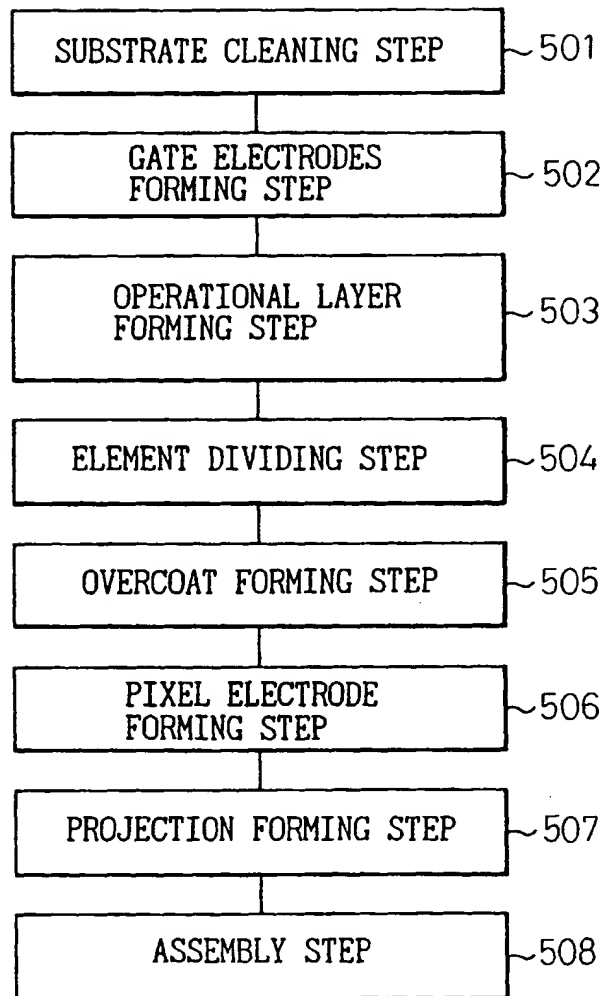 SUBSTRATE CLEANING STEP 501
GATE ELECTRODES
FORMING STEP 502
OPERATIONAL LAYER
FORMING STEP 503
ELEMENT DIVIDING STEP 504
OVERCOAT FORMING STEP 505
PIXEL ELECTRODE
FORMING STEP 506
PROJECTION FORMING STEP 507
ASSEMBLY STEP 508